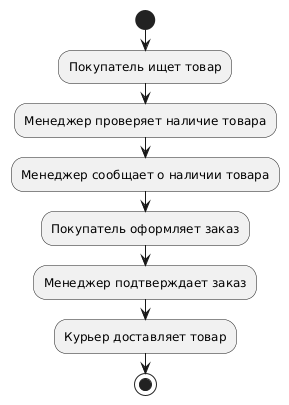 Покупатель ищет товар
Менеджер проверяет наличие товара
Менеджер сообщает о наличии товара
Покупатель оформляет заказ
Менеджер подтверждает заказ
Курьер доставляет товар